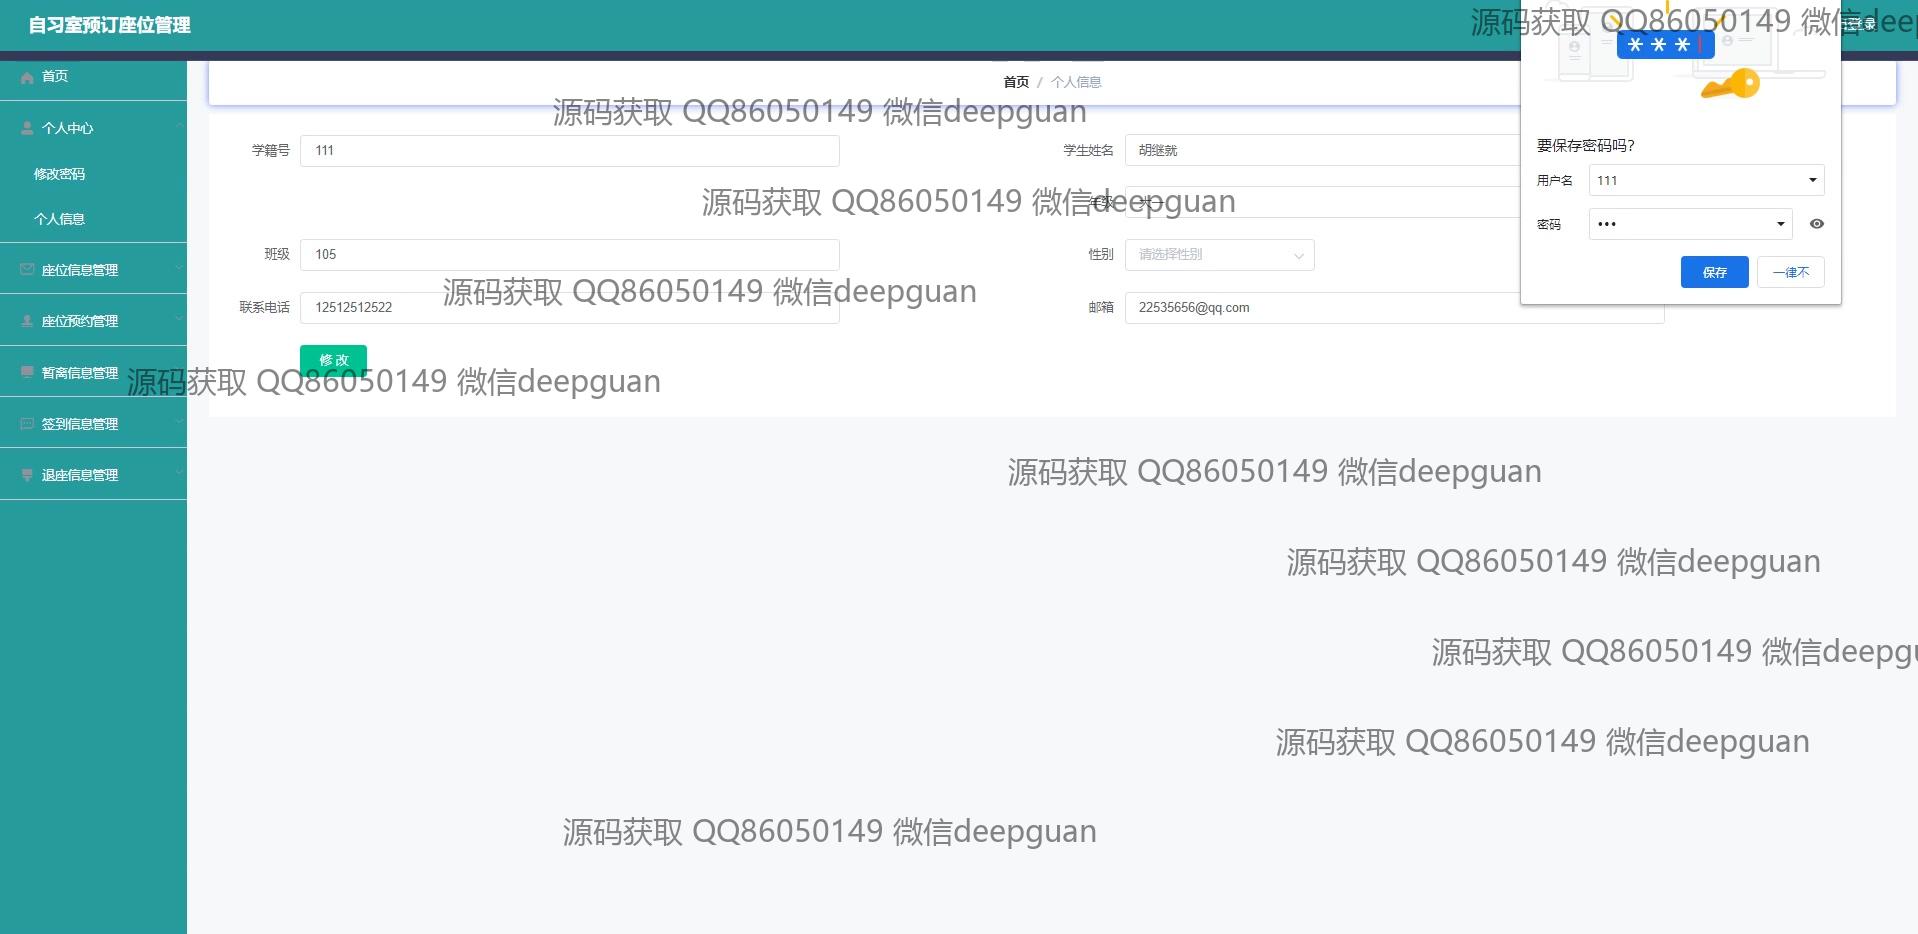 自习室预订座位管理
源码获取 QQ86050149 微信deep
登录
首页
个人中心
修改密码
个人信息
座位信息管理
座位预约管理
暂离信息管理
签到信息管理
退座信息管理
首页 / 个人信息
源码获取 QQ86050149 微信deepguan
学籍号 111
学生姓名 胡继就
源码获取 QQ86050149 微信deepguan
年级 大一
班级 105
性别 请选择性别
源码获取 QQ86050149 微信deepguan
联系电话 12512512522
邮箱 22535656@qq.com
修 改
源码获取 QQ86050149 微信deepguan
要保存密码吗?
用户名 111
密码 •••
保存 一律不
源码获取 QQ86050149 微信deepguan
源码获取 QQ86050149 微信deepguan
源码获取 QQ86050149 微信deepgu
源码获取 QQ86050149 微信deepguan
源码获取 QQ86050149 微信deepguan